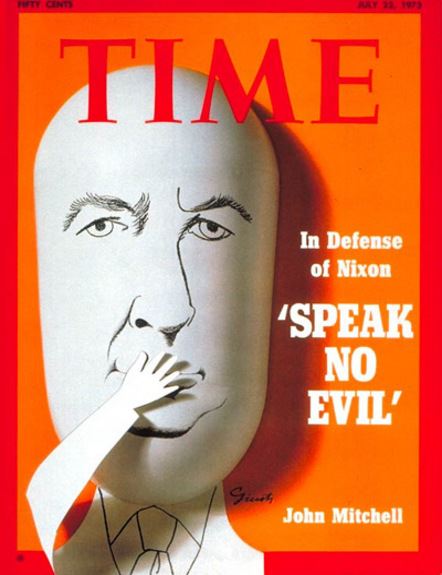 FIFTY CENTS
JULY 23, 1973
TIME
In Defense
of Nixon
'SPEAK
NO
EVIL'
John Mitchell